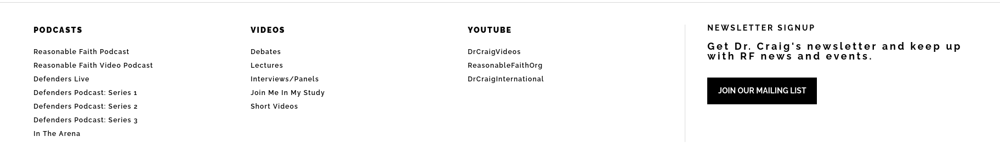 PODCASTS
Reasonable Faith Podcast
Reasonable Faith Video Podcast
Defenders Live
Defenders Podcast: Series 1
Defenders Podcast: Series 2
Defenders Podcast: Series 3
In The Arena
VIDEOS
Debates
Lectures
Interviews/Panels
Join Me In My Study
Short Videos
YOUTUBE
DrCraigVideos
ReasonableFaithOrg
DrCraigInternational
NEWSLETTER SIGNUP
Get Dr. Craig's newsletter and keep up
with RF news and events.
JOIN OUR MAILING LIST